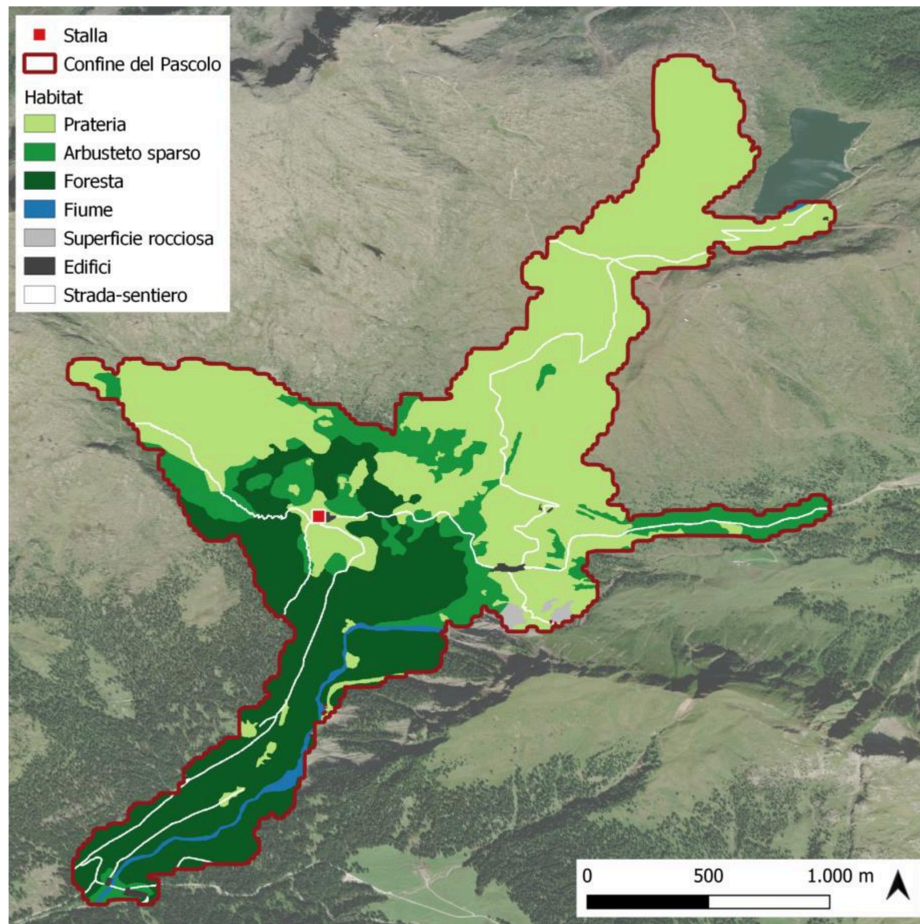 Stalla
Confine del Pascolo
Habitat
Prateria
Arbusteto sparso
Foresta
Fiume
Superficie rocciosa
Edifici
Strada-sentiero
0 500 1.000 m